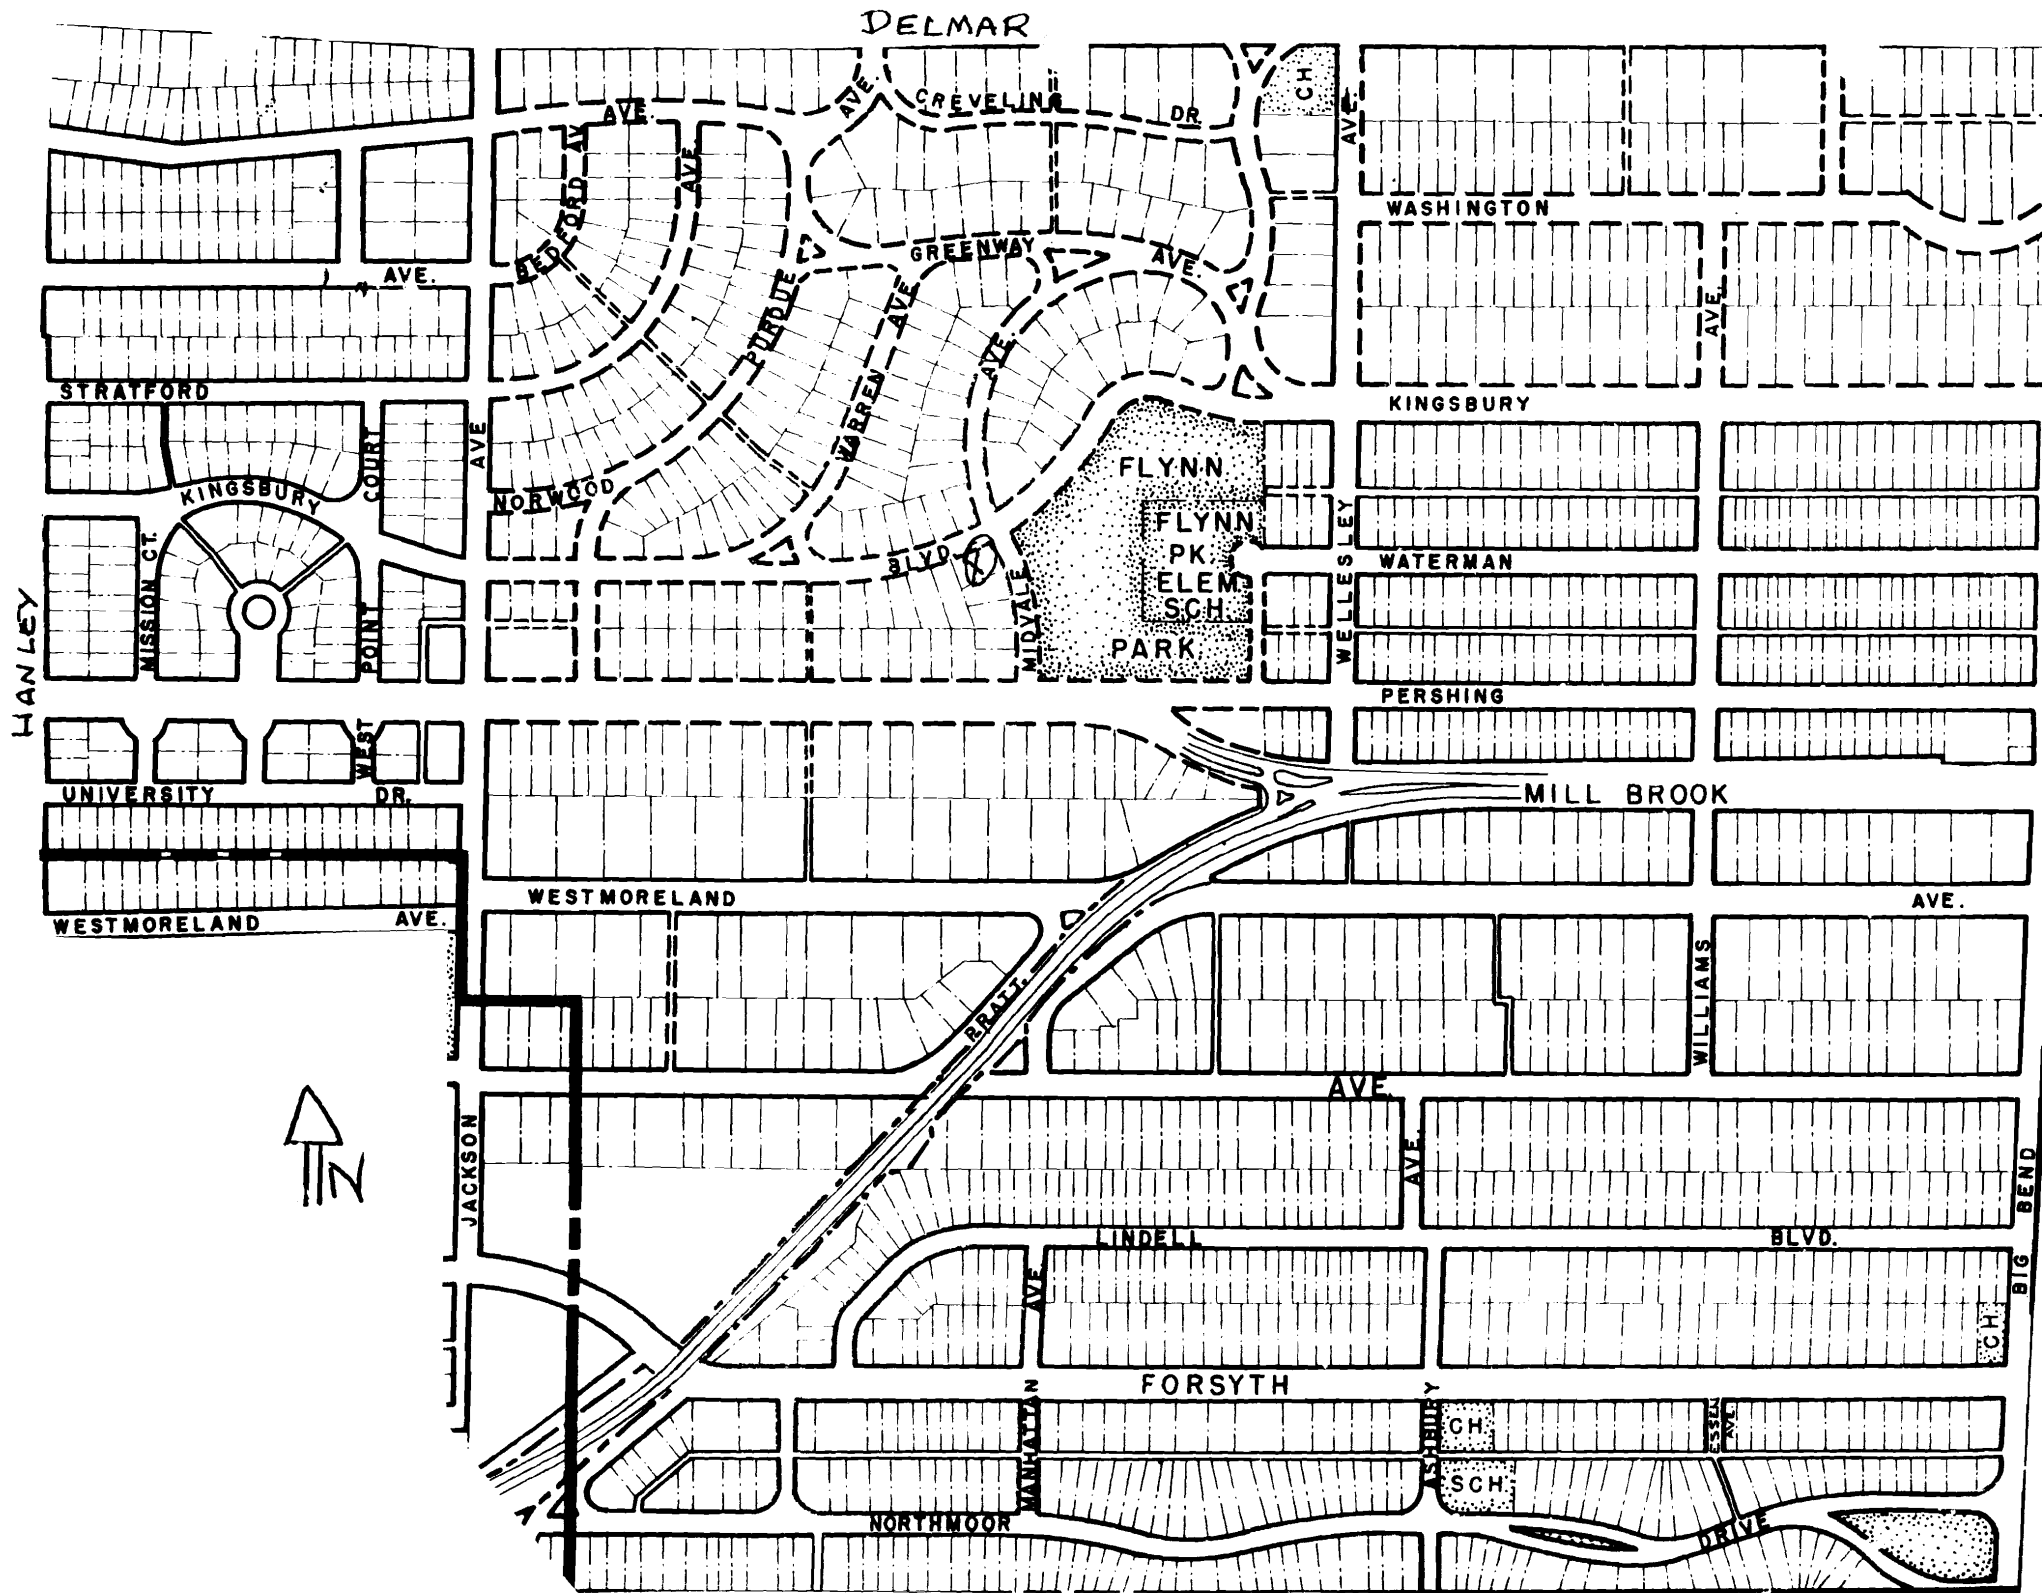 DELMAR
CH
AVE.
CREVELING
DR.
AVE.
AVE.
BEDFORD AV.
AVE.
WASHINGTON
GREENWAY
AVE.
AVE.
PURDUE
AVE.
AVE.
STRATFORD
AVE.
WARREN
KINGSBURY
AVE
COURT
KINGSBURY
NORWOOD
FLYNN
FLYNN
PK.
ELEM
SCH.
PARK
WELLESLEY
WATERMAN
HANLEY
MISSION CT.
POINT
BLVD.
X
MIDVALE
PERSHING
WEST
UNIVERSITY
DR.
MILL BROOK
WESTMORELAND
AVE.
WESTMORELAND
AVE.
PRATT.
WILLIAMS
AVE.
N
JACKSON
AVE.
BIG BEND
LINDELL
BLVD.
AVE
CH
FORSYTH
MANHATTAN
ASHBURY
CH
ESSEX
AVE.
SCH
NORTHMOOR
DRIVE